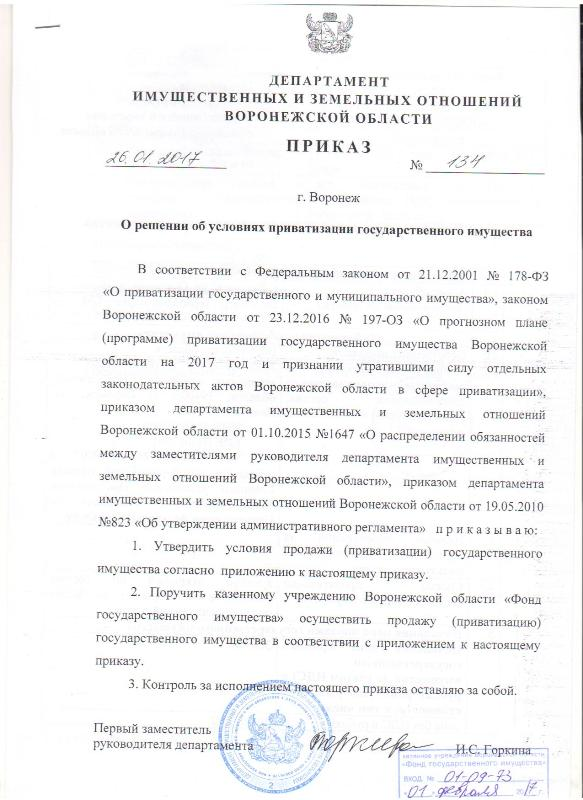 ДЕПАРТАМЕНТ
ИМУЩЕСТВЕННЫХ И ЗЕМЕЛЬНЫХ ОТНОШЕНИЙ
ВОРОНЕЖСКОЙ ОБЛАСТИ
ПРИКАЗ
26.01.2017 № 134
г. Воронеж
О решении об условиях приватизации государственного имущества
В соответствии с Федеральным законом от 21.12.2001 № 178-ФЗ
«О приватизации государственного и муниципального имущества», законом
Воронежской области от 23.12.2016 № 197-ОЗ «О прогнозном плане
(программе) приватизации государственного имущества Воронежской
области на 2017 год и признании утратившими силу отдельных
законодательных актов Воронежской области в сфере приватизации»,
приказом департамента имущественных и земельных отношений
Воронежской области от 01.10.2015 №1647 «О распределении обязанностей
между заместителями руководителя департамента имущественных и
земельных отношений Воронежской области», приказом департамента
имущественных и земельных отношений Воронежской области от 19.05.2010
№823 «Об утверждении административного регламента» п р и к а з ы в а ю:
1. Утвердить условия продажи (приватизации) государственного
имущества согласно приложению к настоящему приказу.
2. Поручить казенному учреждению Воронежской области «Фонд
государственного имущества» осуществить продажу (приватизацию)
государственного имущества в соответствии с приложением к настоящему
приказу.
3. Контроль за исполнением настоящего приказа оставляю за собой.
Первый заместитель
руководителя департамента И.С. Горкина
казенное учреждение Воронежской области
«Фонд государственного имущества»
ВХОД. № 01-09-73
«01» февраля 2017 г.
2